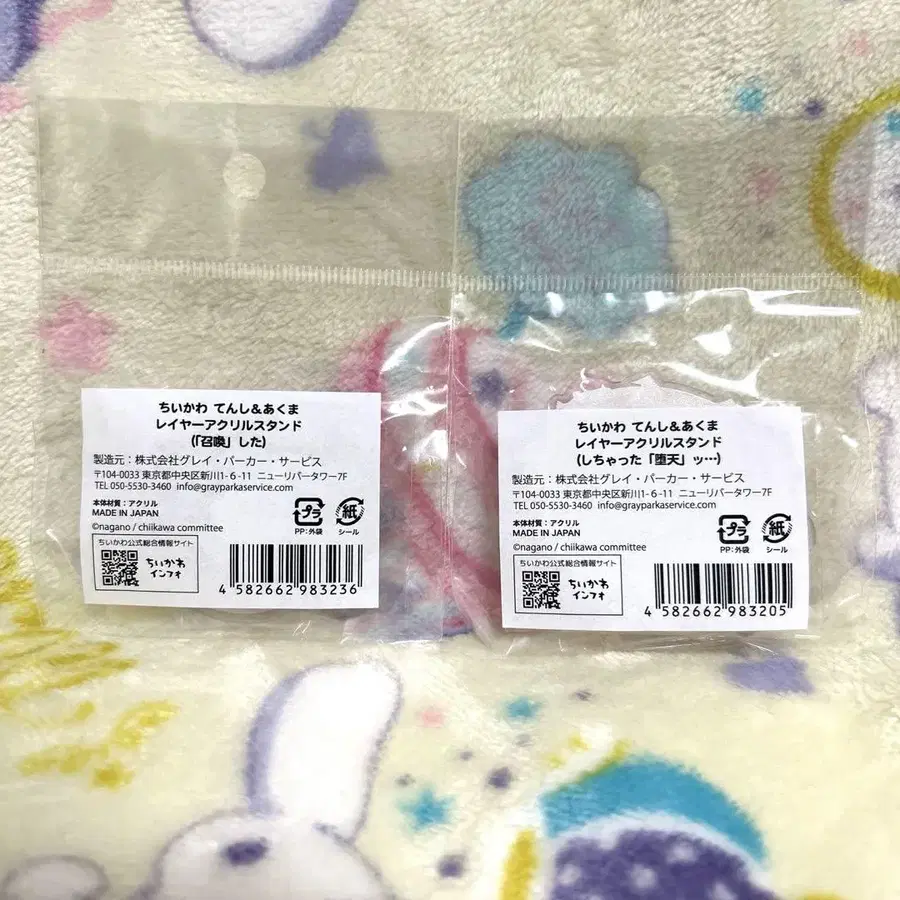 ちいかわ てんし＆あくま
レイヤーアクリルスタンド
(「召喚」した)
製造元：株式会社グレイ・パーカー・サービス
〒104-0033 東京都中央区新川1-6-11 ニューリバータワー7F
TEL 050-5530-3460 info@grayparkaservice.com
本体材質：アクリル
MADE IN JAPAN
©nagano / chiikawa committee
プラ
PP：外袋
紙
シール
ちいかわ公式総合情報サイト
ちいかわ
インフォ
4 582662 983236
ちいかわ てんし＆あくま
レイヤーアクリルスタンド
(しちゃった「堕天」ッ…)
製造元：株式会社グレイ・パーカー・サービス
〒104-0033 東京都中央区新川1-6-11 ニューリバータワー7F
TEL 050-5530-3460 info@grayparkaservice.com
本体材質：アクリル
MADE IN JAPAN
©nagano / chiikawa committee
プラ
PP：外袋
紙
シール
ちいかわ公式総合情報サイト
ちいかわ
インフォ
4 582662 983205